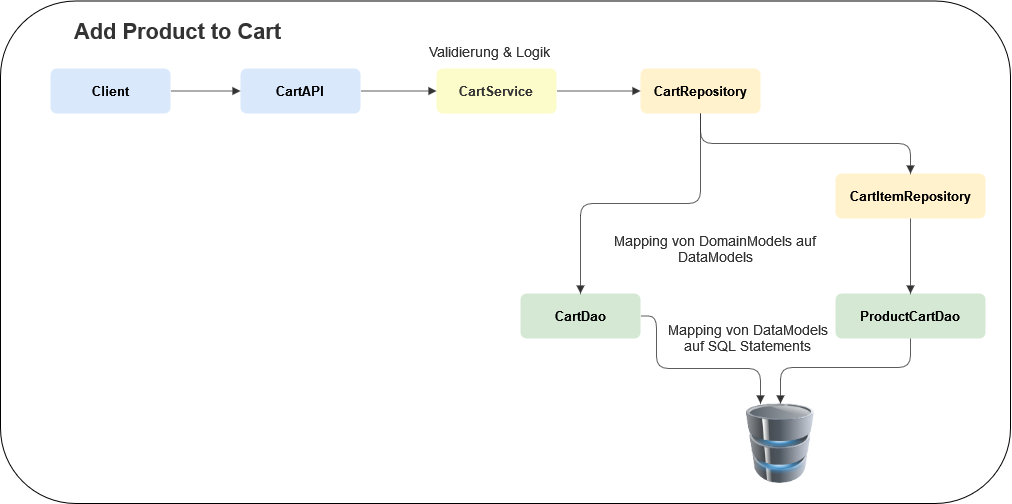 Add Product to Cart
Validierung & Logik
Client
CartAPI
CartService
CartRepository
CartItemRepository
Mapping von DomainModels auf
DataModels
CartDao
ProductCartDao
Mapping von DataModels
auf SQL Statements